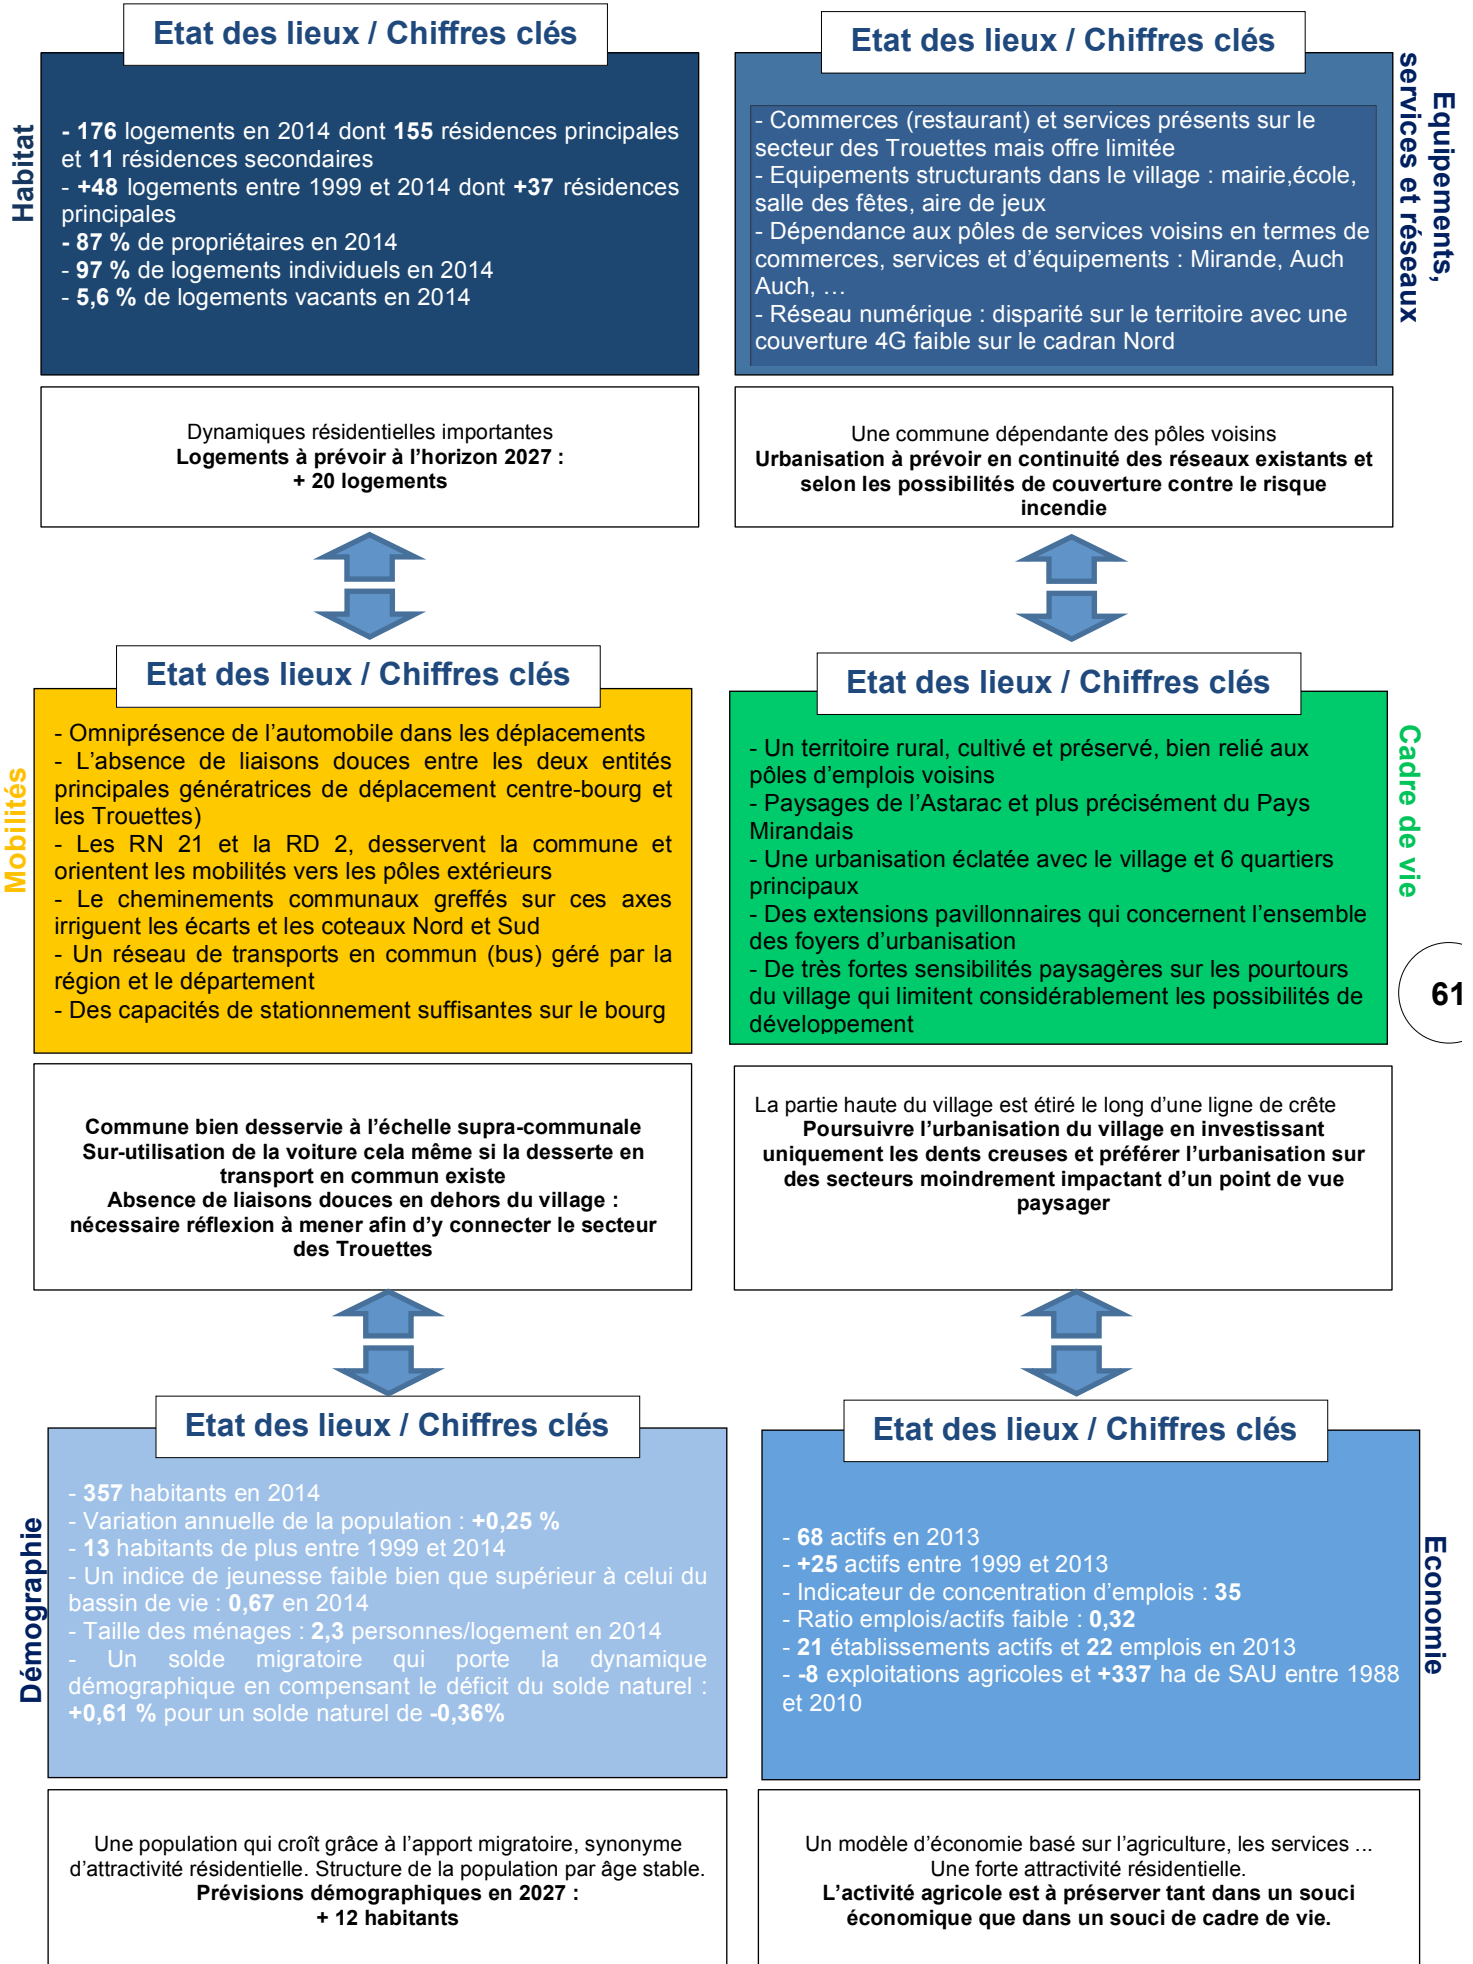 Etat des lieux / Chiffres clés
Habitat
- 176 logements en 2014 dont 155 résidences principales
et 11 résidences secondaires
- +48 logements entre 1999 et 2014 dont +37 résidences
principales
- 87 % de propriétaires en 2014
- 97 % de logements individuels en 2014
- 5,6 % de logements vacants en 2014
Dynamiques résidentielles importantes
Logements à prévoir à l’horizon 2027 :
+ 20 logements
Etat des lieux / Chiffres clés
Equipements,
services et réseaux
- Commerces (restaurant) et services présents sur le
secteur des Trouettes mais offre limitée
- Equipements structurants dans le village : mairie,école,
salle des fêtes, aire de jeux
- Dépendance aux pôles de services voisins en termes de
commerces, services et d’équipements : Mirande, Auch
Auch, …
- Réseau numérique : disparité sur le territoire avec une
couverture 4G faible sur le cadran Nord
Une commune dépendante des pôles voisins
Urbanisation à prévoir en continuité des réseaux existants et
selon les possibilités de couverture contre le risque
incendie
Etat des lieux / Chiffres clés
Mobilités
- Omniprésence de l’automobile dans les déplacements
- L’absence de liaisons douces entre les deux entités
principales génératrices de déplacement centre-bourg et
les Trouettes)
- Les RN 21 et la RD 2, desservent la commune et
orientent les mobilités vers les pôles extérieurs
- Le cheminements communaux greffés sur ces axes
irriguent les écarts et les coteaux Nord et Sud
- Un réseau de transports en commun (bus) géré par la
région et le département
- Des capacités de stationnement suffisantes sur le bourg
Commune bien desservie à l’échelle supra-communale
Sur-utilisation de la voiture cela même si la desserte en
transport en commun existe
Absence de liaisons douces en dehors du village :
nécessaire réflexion à mener afin d’y connecter le secteur
des Trouettes
Etat des lieux / Chiffres clés
Cadre de vie
- Un territoire rural, cultivé et préservé, bien relié aux
pôles d’emplois voisins
- Paysages de l’Astarac et plus précisément du Pays
Mirandais
- Une urbanisation éclatée avec le village et 6 quartiers
principaux
- Des extensions pavillonnaires qui concernent l’ensemble
des foyers d’urbanisation
- De très fortes sensibilités paysagères sur les pourtours
du village qui limitent considérablement les possibilités de
développement
61
La partie haute du village est étiré le long d’une ligne de crête
Poursuivre l’urbanisation du village en investissant
uniquement les dents creuses et préférer l’urbanisation sur
des secteurs moindrement impactant d’un point de vue
paysager
Etat des lieux / Chiffres clés
Démographie
- 357 habitants en 2014
- Variation annuelle de la population : +0,25 %
- 13 habitants de plus entre 1999 et 2014
- Un indice de jeunesse faible bien que supérieur à celui du
bassin de vie : 0,67 en 2014
- Taille des ménages : 2,3 personnes/logement en 2014
- Un solde migratoire qui porte la dynamique
démographique en compensant le déficit du solde naturel :
+0,61 % pour un solde naturel de -0,36%
Une population qui croît grâce à l’apport migratoire, synonyme
d’attractivité résidentielle. Structure de la population par âge stable.
Prévisions démographiques en 2027 :
+ 12 habitants
Etat des lieux / Chiffres clés
Economie
- 68 actifs en 2013
- +25 actifs entre 1999 et 2013
- Indicateur de concentration d’emplois : 35
- Ratio emplois/actifs faible : 0,32
- 21 établissements actifs et 22 emplois en 2013
- -8 exploitations agricoles et +337 ha de SAU entre 1988
et 2010
Un modèle d’économie basé sur l’agriculture, les services ...
Une forte attractivité résidentielle.
L’activité agricole est à préserver tant dans un souci
économique que dans un souci de cadre de vie.